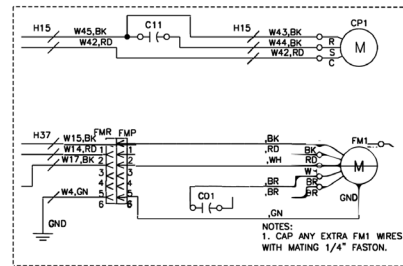 H15
W45,BK
W42,RD
C11
H15
W43,BK
W44,BK
W42,RD
R
S
C
CP1
M
H37
W15,BK
W14,RD
W17,BK
FMR
FMP
1
2
3
4
5
6
1
2
3
4
5
6
W4,GN
GND
,BK
,RD
,WH
,BR
,BR
,GN
C01
BK
RD
WH
BR
BR
FM1
M
GND
NOTES:
1. CAP ANY EXTRA FM1 WIRES
WITH MATING 1/4" FASTON.